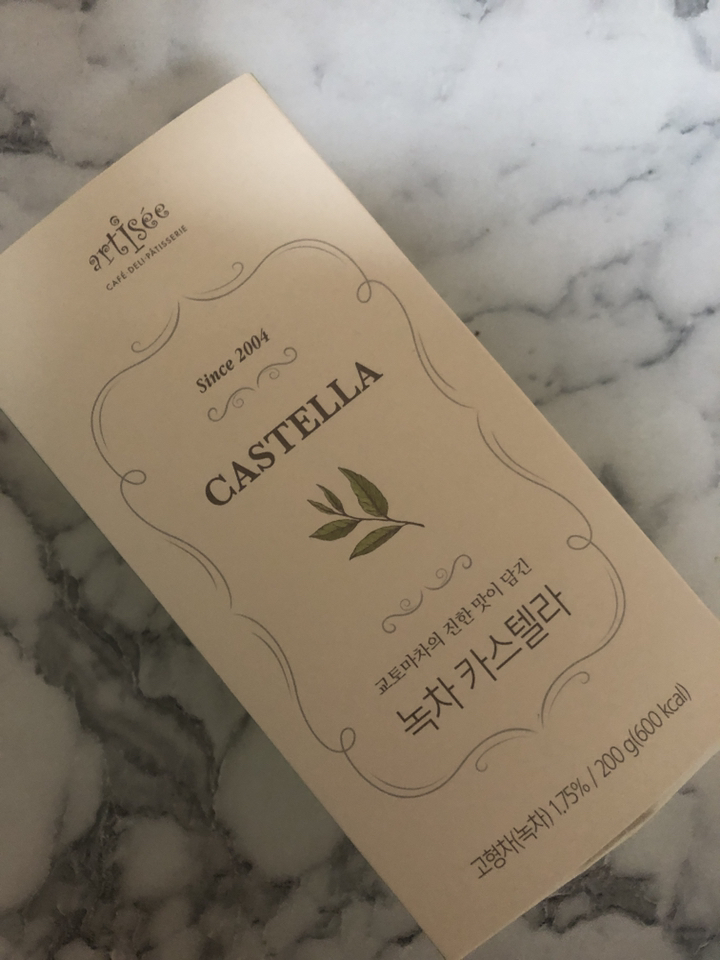 artisée
CAFÉ·DELI·PÂTISSERIE
Since 2004
CASTELLA
교토마차의 진한 맛이 담긴
녹차 카스텔라
고형차(녹차) 1.75% / 200 g(600 kcal)